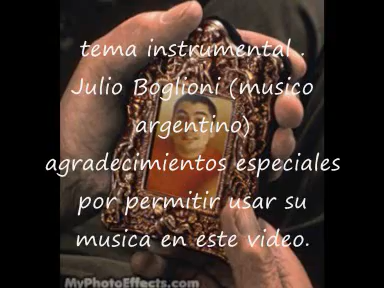 tema instrumental .
Julio Boglioni (musico
argentino)
agradecimientos especiales
por permitir usar su
musica en este video.
MyPhotoEffects.com